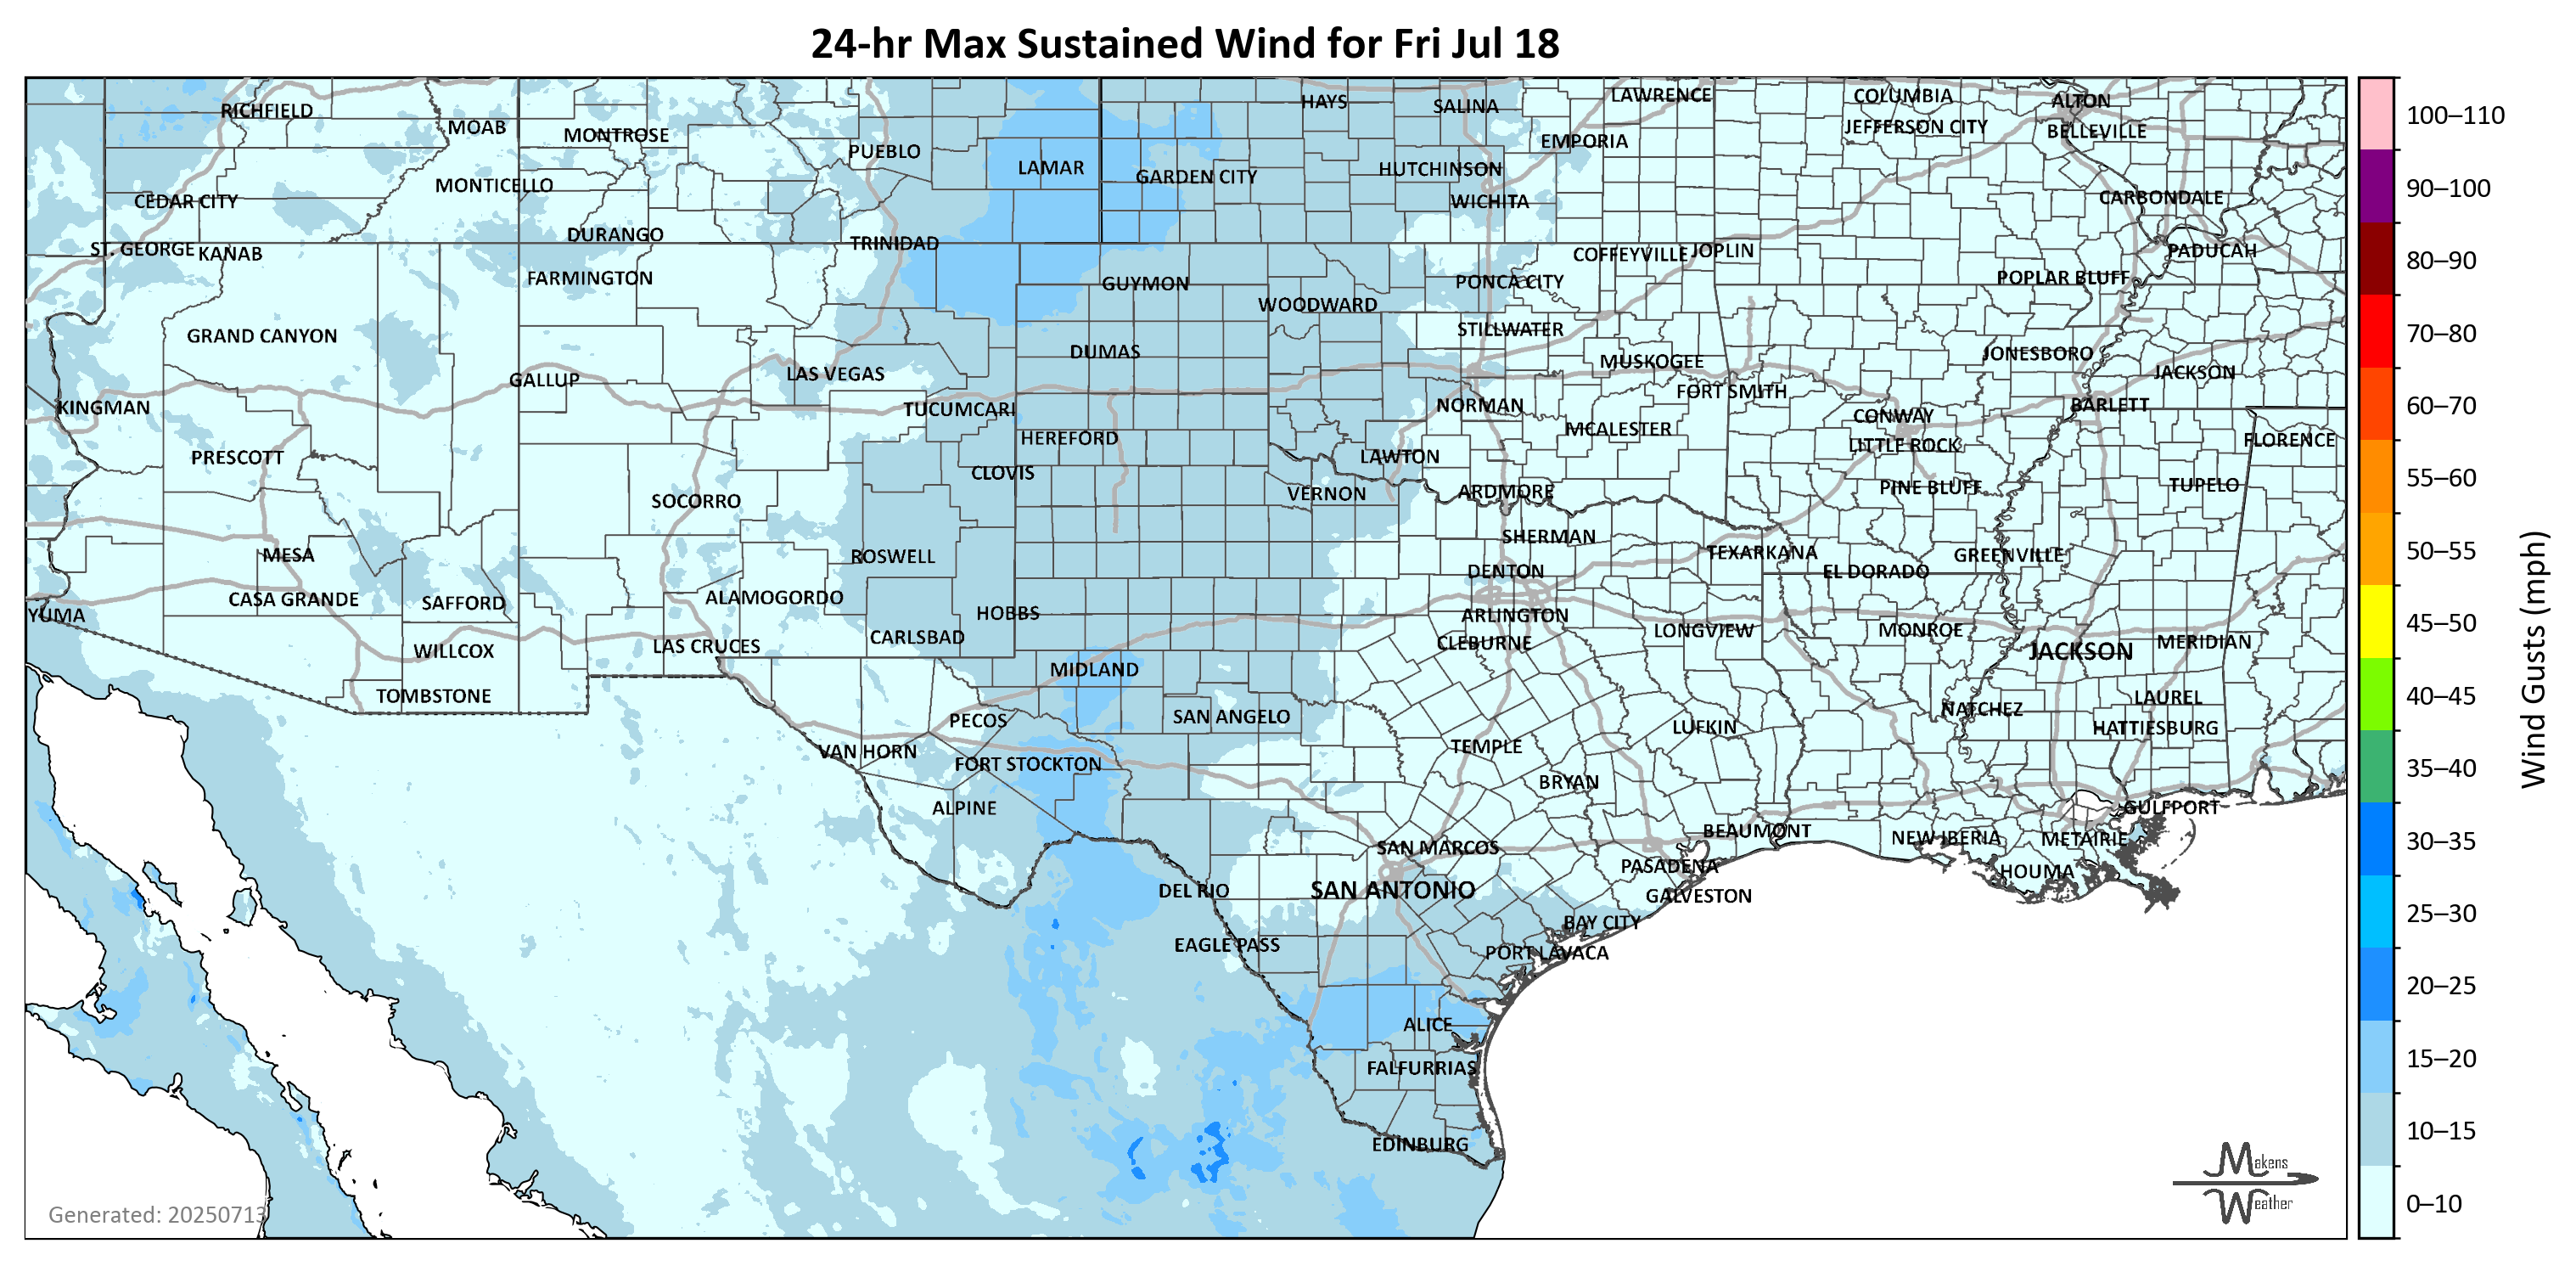 24-hr Max Sustained Wind for Fri Jul 18
RICHFIELD
MOAB
MONTROSE
PUEBLO
LAMAR
GARDEN CITY
HAYS
SALINA
HUTCHINSON
WICHITA
EMPORIA
LAWRENCE
COLUMBIA
JEFFERSON CITY
ALTON
BELLEVILLE
CARBONDALE
PADUCAH
MONTICELLO
CEDAR CITY
ST. GEORGE
KANAB
DURANGO
TRINIDAD
FARMINGTON
GUYMON
WOODWARD
PONCA CITY
COFFEYVILLE
JOPLIN
POPLAR BLUFF
GRAND CANYON
DUMAS
STILLWATER
MUSKOGEE
JONESBORO
JACKSON
GALLUP
LAS VEGAS
TUCUMCARI
KINGMAN
NORMAN
FORT SMITH
CONWAY
BARLETT
HEREFORD
MCALESTER
LITTLE ROCK
FLORENCE
PRESCOTT
CLOVIS
LAWTON
SOCORRO
VERNON
ARDMORE
PINE BLUFF
TUPELO
MESA
ROSWELL
SHERMAN
TEXARKANA
GREENVILLE
DENTON
EL DORADO
YUMA
CASA GRANDE
SAFFORD
ALAMOGORDO
HOBBS
ARLINGTON
WILLCOX
LAS CRUCES
CARLSBAD
CLEBURNE
LONGVIEW
MONROE
JACKSON
MERIDIAN
TOMBSTONE
MIDLAND
LAUREL
PECOS
SAN ANGELO
NATCHEZ
HATTIESBURG
VAN HORN
FORT STOCKTON
TEMPLE
LUFKIN
ALPINE
BRYAN
GULFPORT
SAN MARCOS
BEAUMONT
NEW IBERIA
METAIRIE
DEL RIO
SAN ANTONIO
PASADENA
HOUMA
GALVESTON
EAGLE PASS
BAY CITY
PORT LAVACA
ALICE
FALFURRIAS
EDINBURG
Generated: 20250713
Makens
Weather
100–110
90–100
80–90
70–80
60–70
55–60
50–55
45–50
40–45
35–40
30–35
25–30
20–25
15–20
10–15
0–10
Wind Gusts (mph)